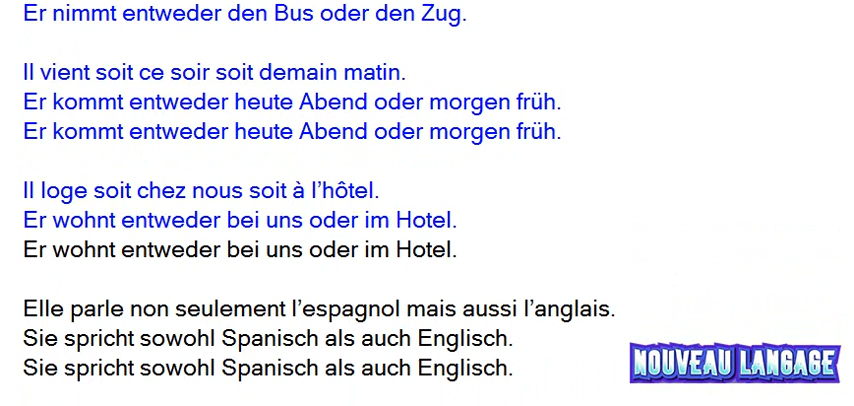 Er nimmt entweder den Bus oder den Zug.
Il vient soit ce soir soit demain matin.
Er kommt entweder heute Abend oder morgen früh.
Er kommt entweder heute Abend oder morgen früh.
Il loge soit chez nous soit à l’hôtel.
Er wohnt entweder bei uns oder im Hotel.
Er wohnt entweder bei uns oder im Hotel.
Elle parle non seulement l’espagnol mais aussi l’anglais.
Sie spricht sowohl Spanisch als auch Englisch.
Sie spricht sowohl Spanisch als auch Englisch.
NOUVEAU LANGAGE